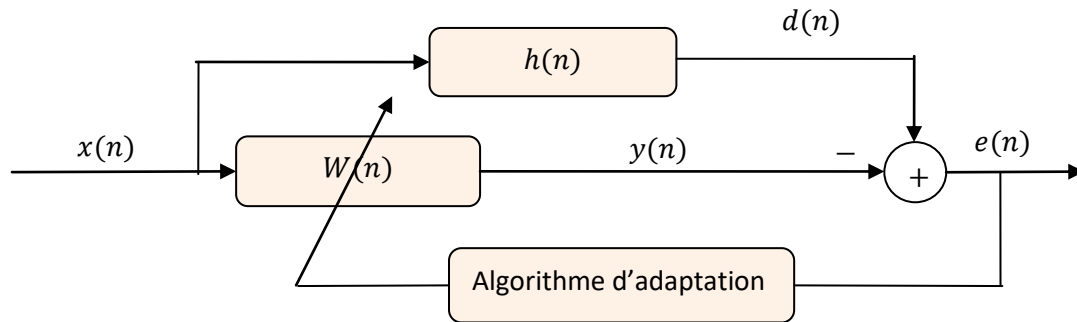 d(n)
h(n)
x(n)
W(n)
y(n)
−
+
e(n)
Algorithme d'adaptation